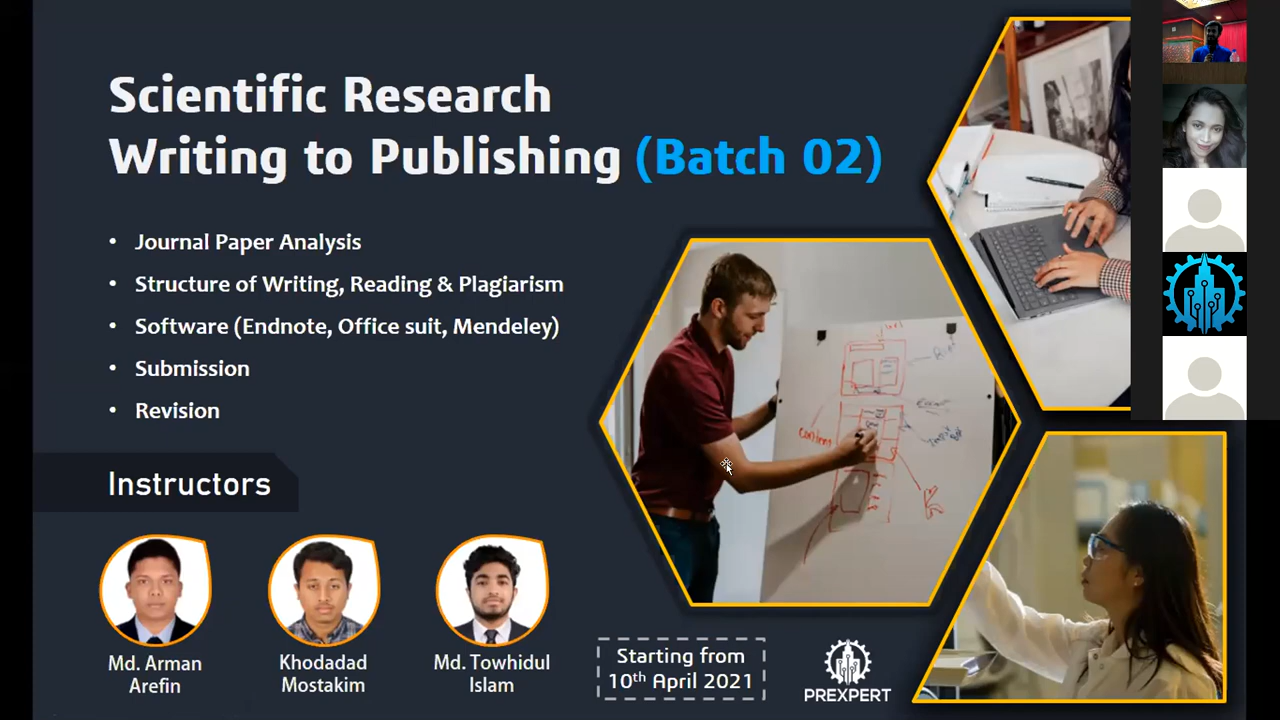 Scientific Research
Writing to Publishing (Batch 02)
• Journal Paper Analysis
• Structure of Writing, Reading & Plagiarism
• Software (Endnote, Office suit, Mendeley)
• Submission
• Revision
Instructors
Md. Arman
Arefin
Khodadad
Mostakim
Md. Towhidul
Islam
Starting from
10th April 2021
PREXPERT